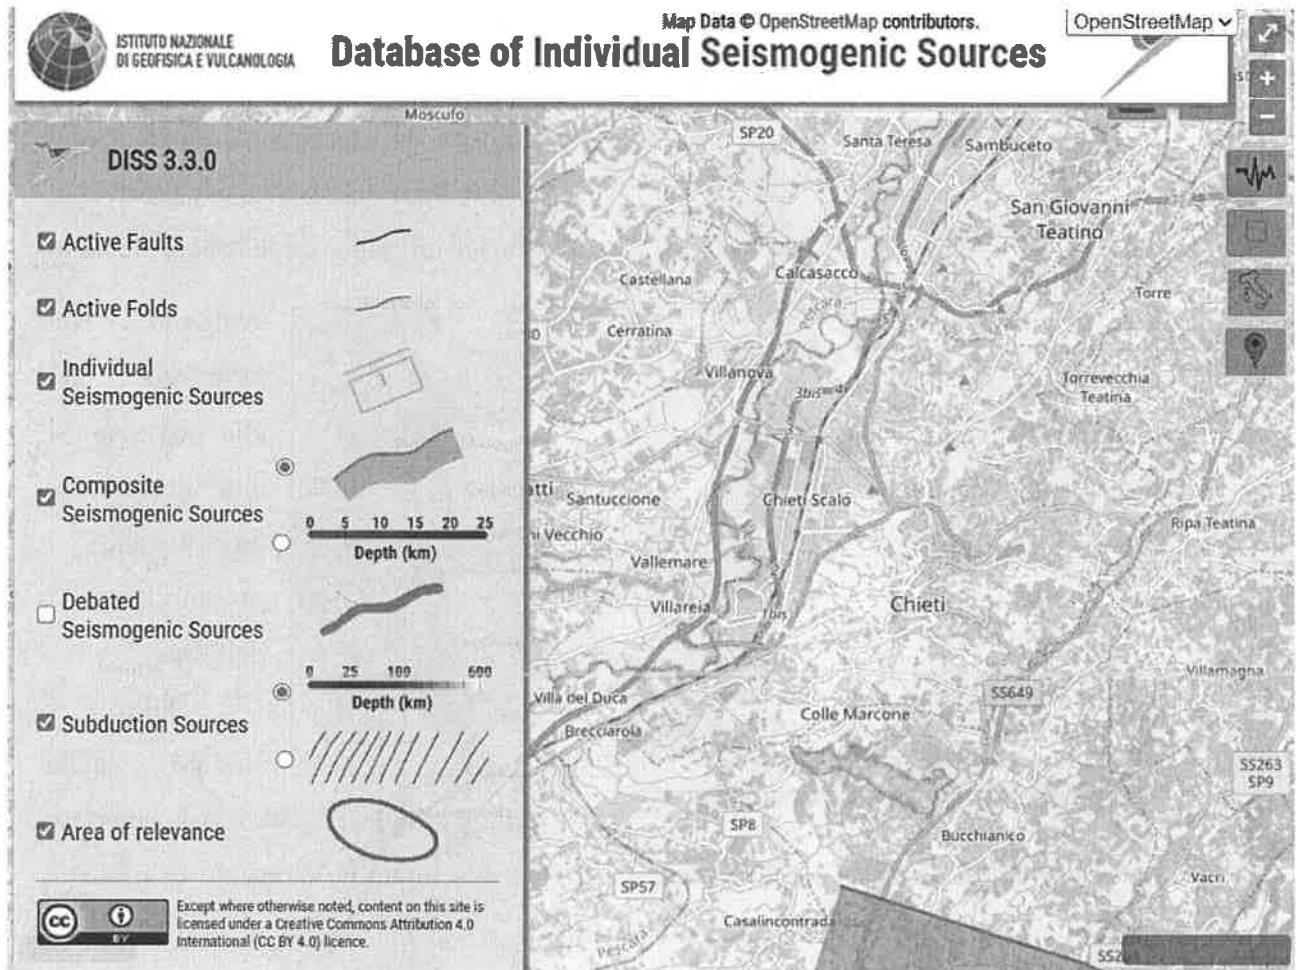 Map Data © OpenStreetMap contributors.
OpenStreetMap
ISTITUTO NAZIONALE
DI GEOFISICA E VULCANOLOGIA
Database of Individual Seismogenic Sources
+
−
Moscufo
DISS 3.3.0
Active Faults
Active Folds
Individual
Seismogenic Sources
Composite
Seismogenic Sources
0 5 10 15 20 25
Depth (km)
Debated
Seismogenic Sources
0 25 100 600
Depth (km)
Subduction Sources
Area of relevance
cc
BY
Except where otherwise noted, content on this site is
licensed under a Creative Commons Attribution 4.0
International (CC BY 4.0) licence.
SP20
Santa Teresa
Sambuceto
San Giovanni
Teatino
Castellana
Calcasacco
Torre
Pescara
Cerratina
Villanova
3bis
Torrevecchia
Teatina
Santuccione
Chieti Scalo
Ripa Teatina
Vallemare
Villareia
Chieti
Villamagna
Villa del Duca
SS649
Colle Marcone
Brecciarola
SS263
SP9
SP8
Bucchianico
SP57
Vacri
Casalincontrada
Pescara